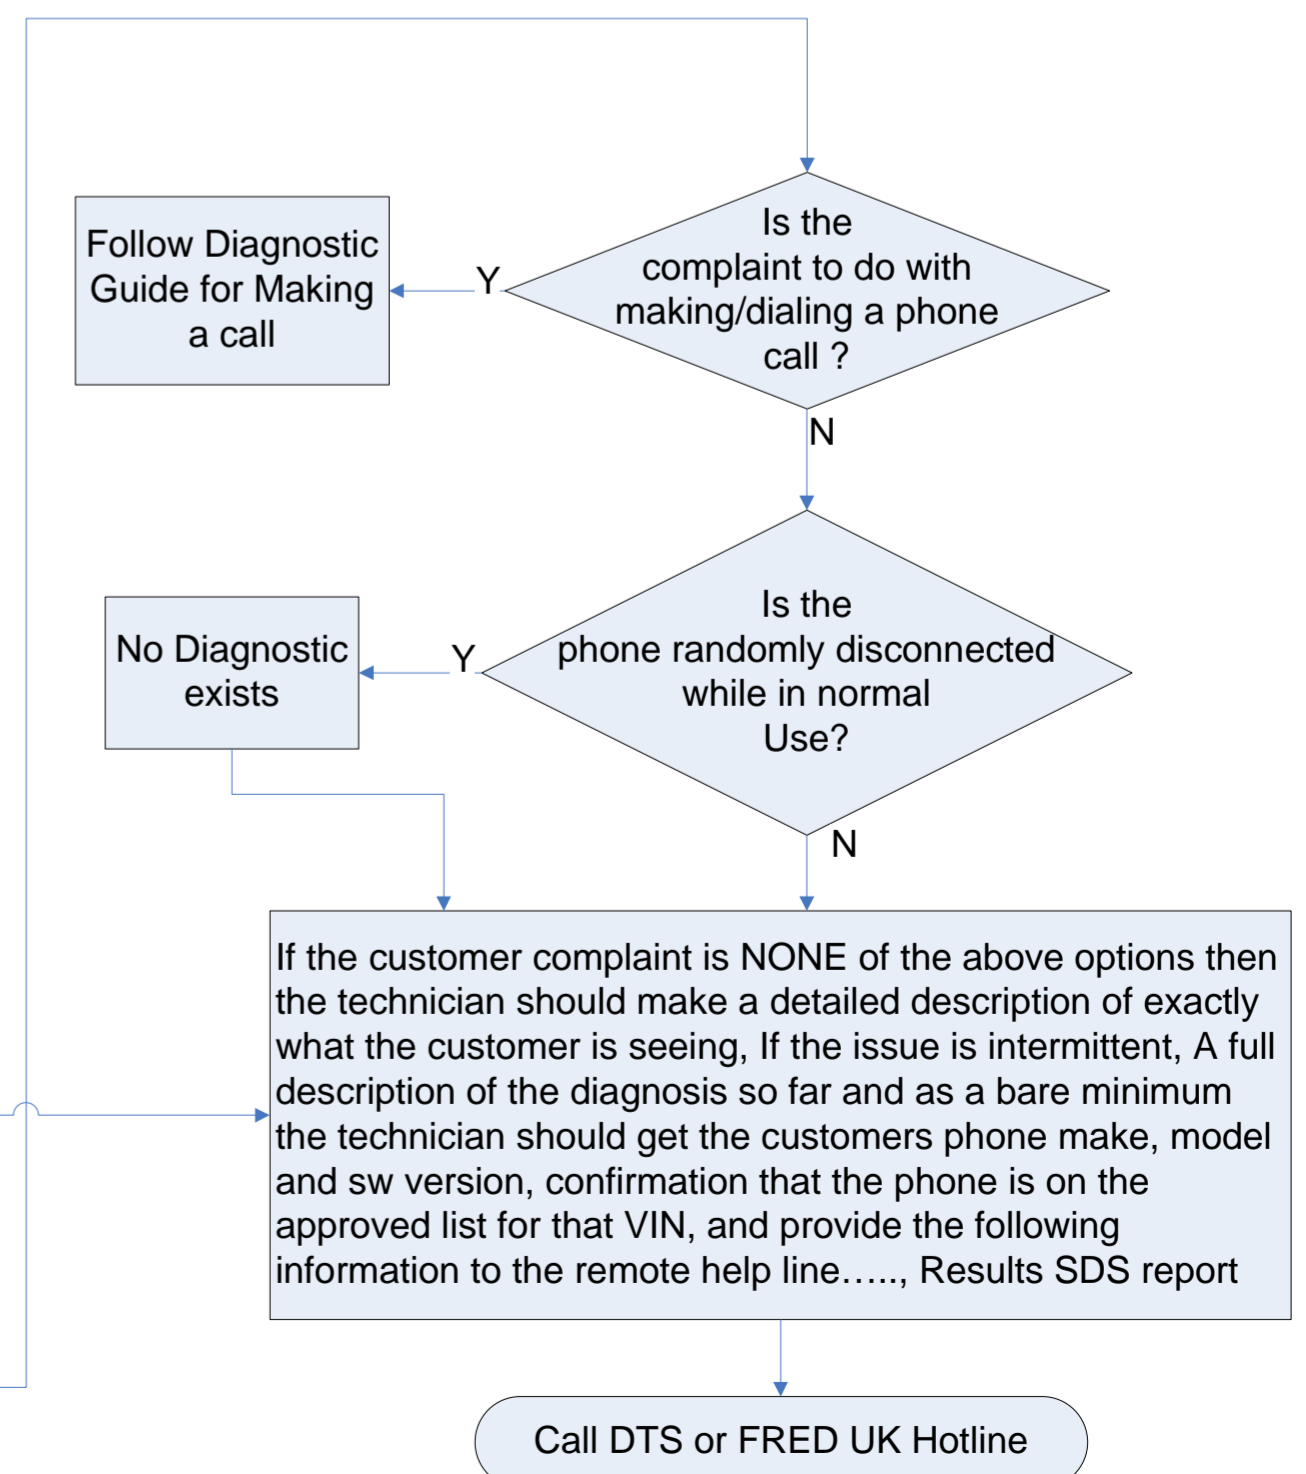 Is the
complaint to do with
making/dialing a phone
call ?
Follow Diagnostic
Guide for Making
a call
Y
N
Is the
phone randomly disconnected
while in normal
Use?
No Diagnostic
exists
Y
N
If the customer complaint is NONE of the above options then
the technician should make a detailed description of exactly
what the customer is seeing, If the issue is intermittent, A full
description of the diagnosis so far and as a bare minimum
the technician should get the customers phone make, model
and sw version, confirmation that the phone is on the
approved list for that VIN, and provide the following
information to the remote help line….., Results SDS report
Call DTS or FRED UK Hotline